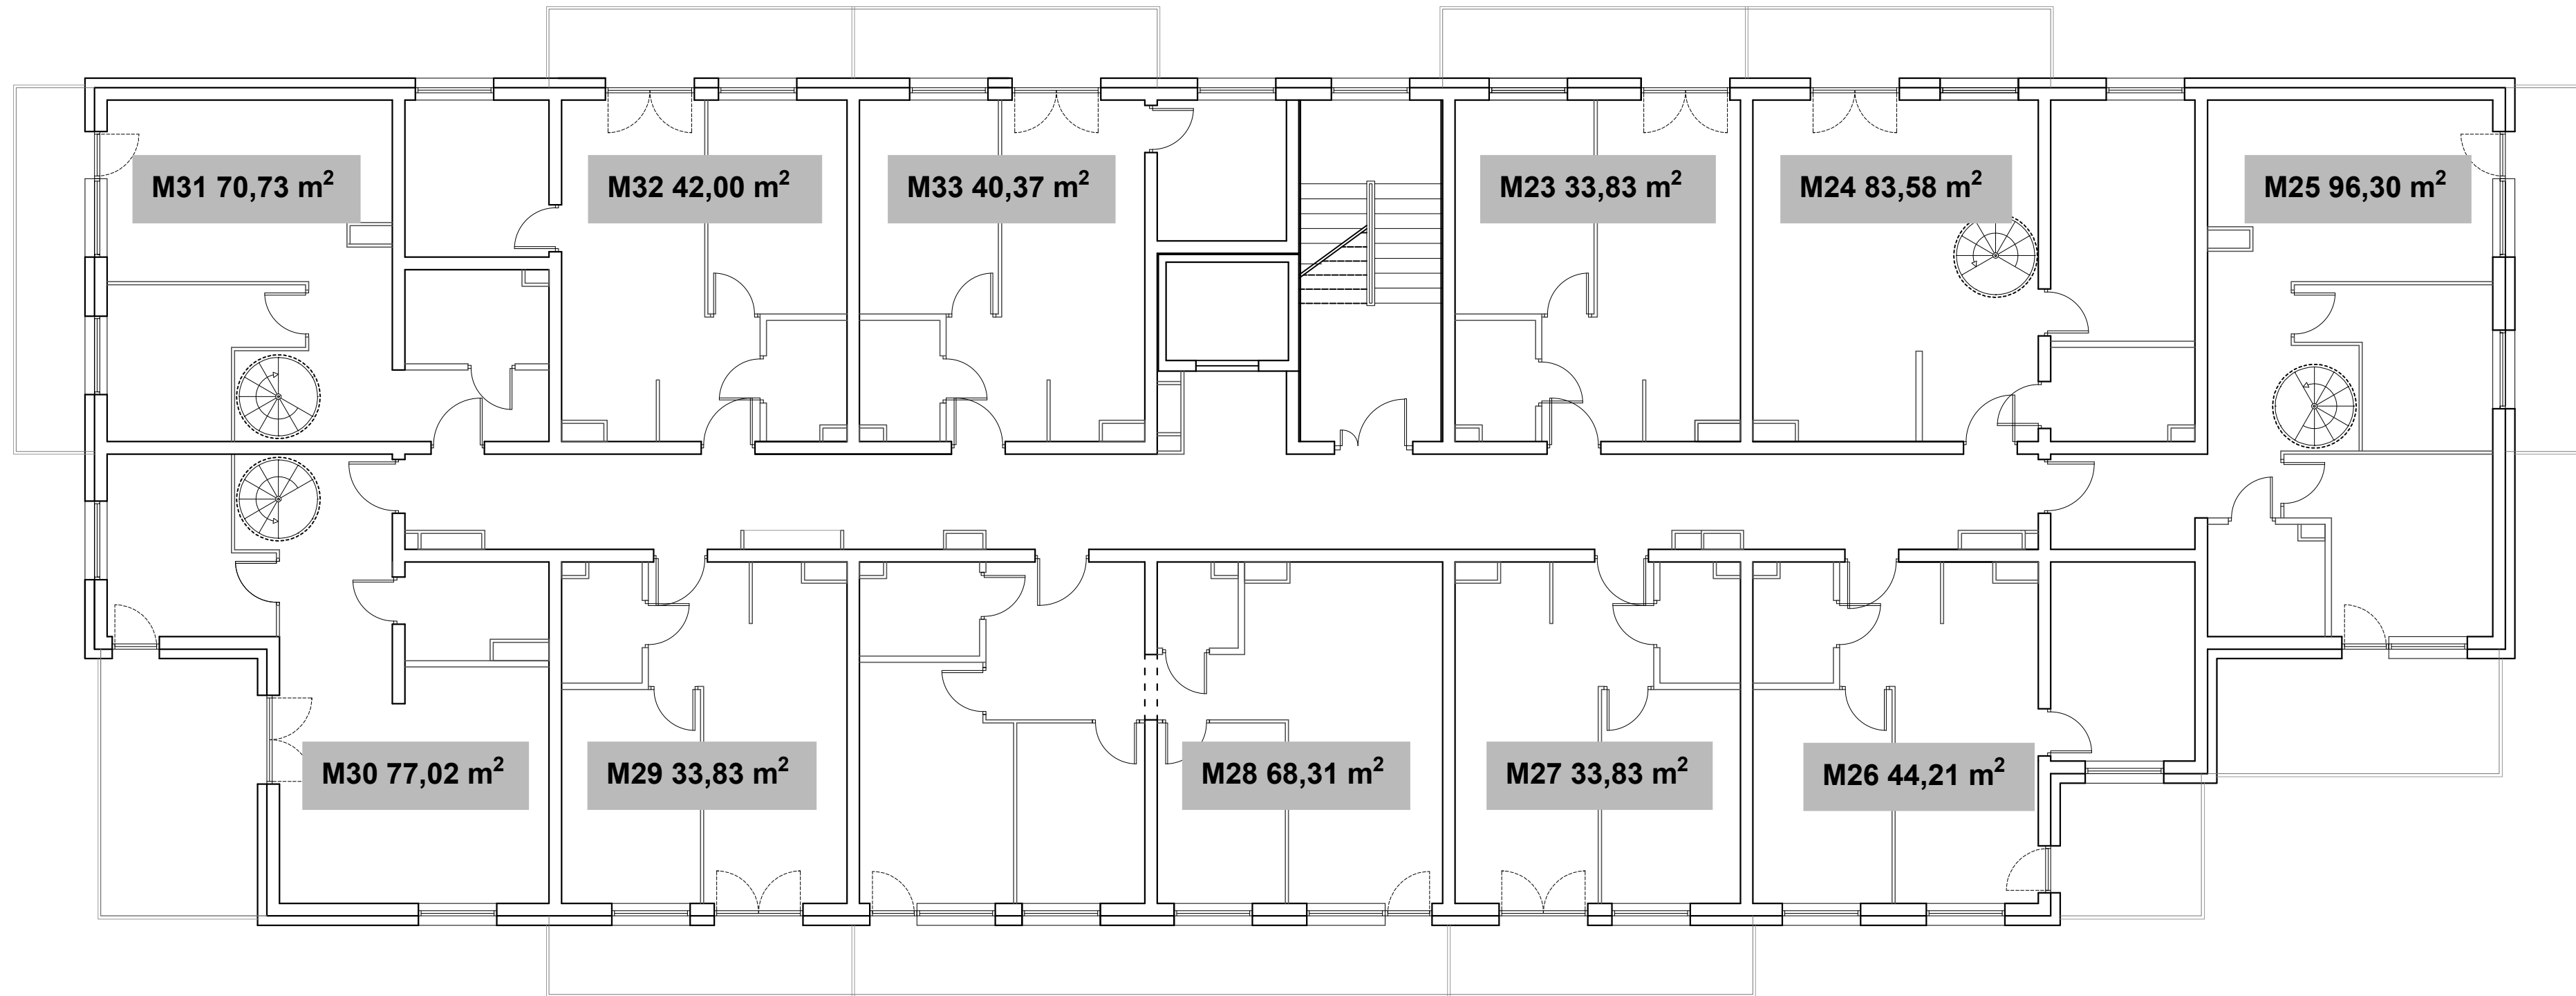 M31 70,73 m²
M32 42,00 m²
M33 40,37 m²
M23 33,83 m²
M24 83,58 m²
M25 96,30 m²
M30 77,02 m²
M29 33,83 m²
M28 68,31 m²
M27 33,83 m²
M26 44,21 m²